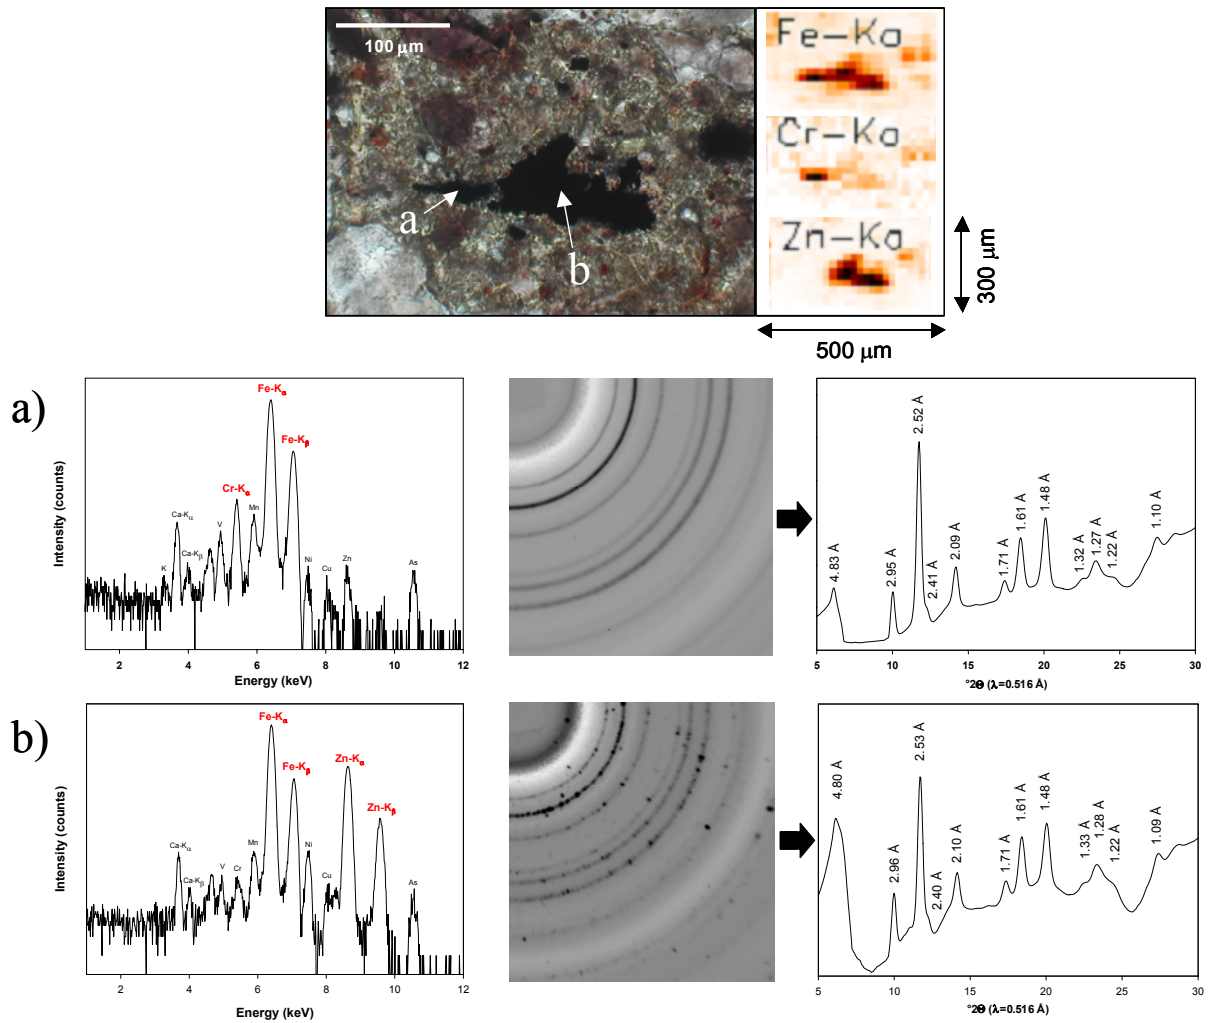 100 µm
a
b
Fe-Ka
Cr-Ka
Zn-Ka
300 µm
500 µm
a)
Intensity (counts)
K
Ca-Kα
Ca-Kβ
V
Cr-Kα
Mn
Fe-Kα
Fe-Kβ
Ni
Cu
Zn
As
2 4 6 8 10 12
Energy (keV)
4.83 Å
2.95 Å
2.52 Å
2.41 Å
2.09 Å
1.71 Å
1.61 Å
1.48 Å
1.32 Å
1.27 Å
1.22 Å
1.10 Å
5 10 15 20 25 30
°2Θ (λ=0.516 Å)
b)
Intensity (counts)
Ca-Kα
Ca-Kβ
V
Cr
Mn
Fe-Kα
Fe-Kβ
Ni
Cu
Zn-Kα
Zn-Kβ
As
2 4 6 8 10 12
Energy (keV)
4.80 Å
2.96 Å
2.53 Å
2.40 Å
2.10 Å
1.71 Å
1.61 Å
1.48 Å
1.33 Å
1.28 Å
1.22 Å
1.09 Å
5 10 15 20 25 30
°2Θ (λ=0.516 Å)